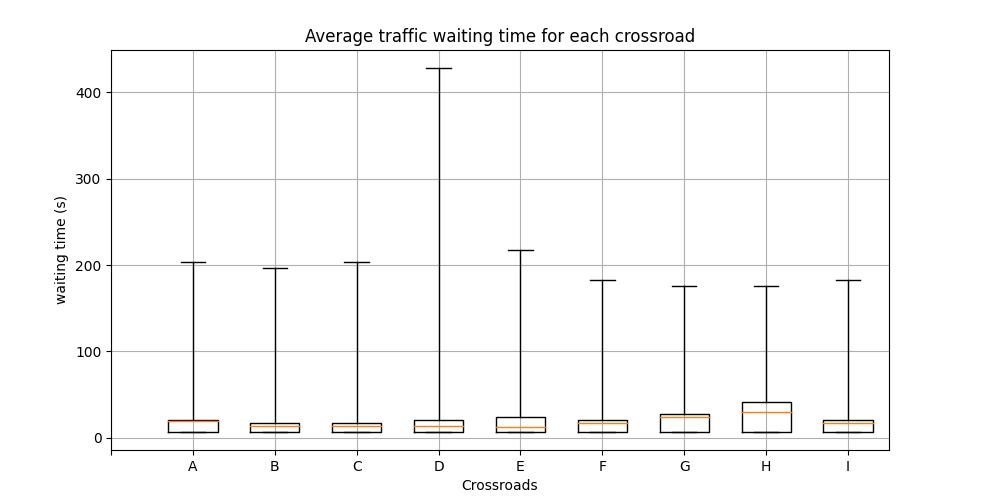 Average traffic waiting time for each crossroad
400
300
200
100
0
waiting time (s)
A B C D E F G H I
Crossroads